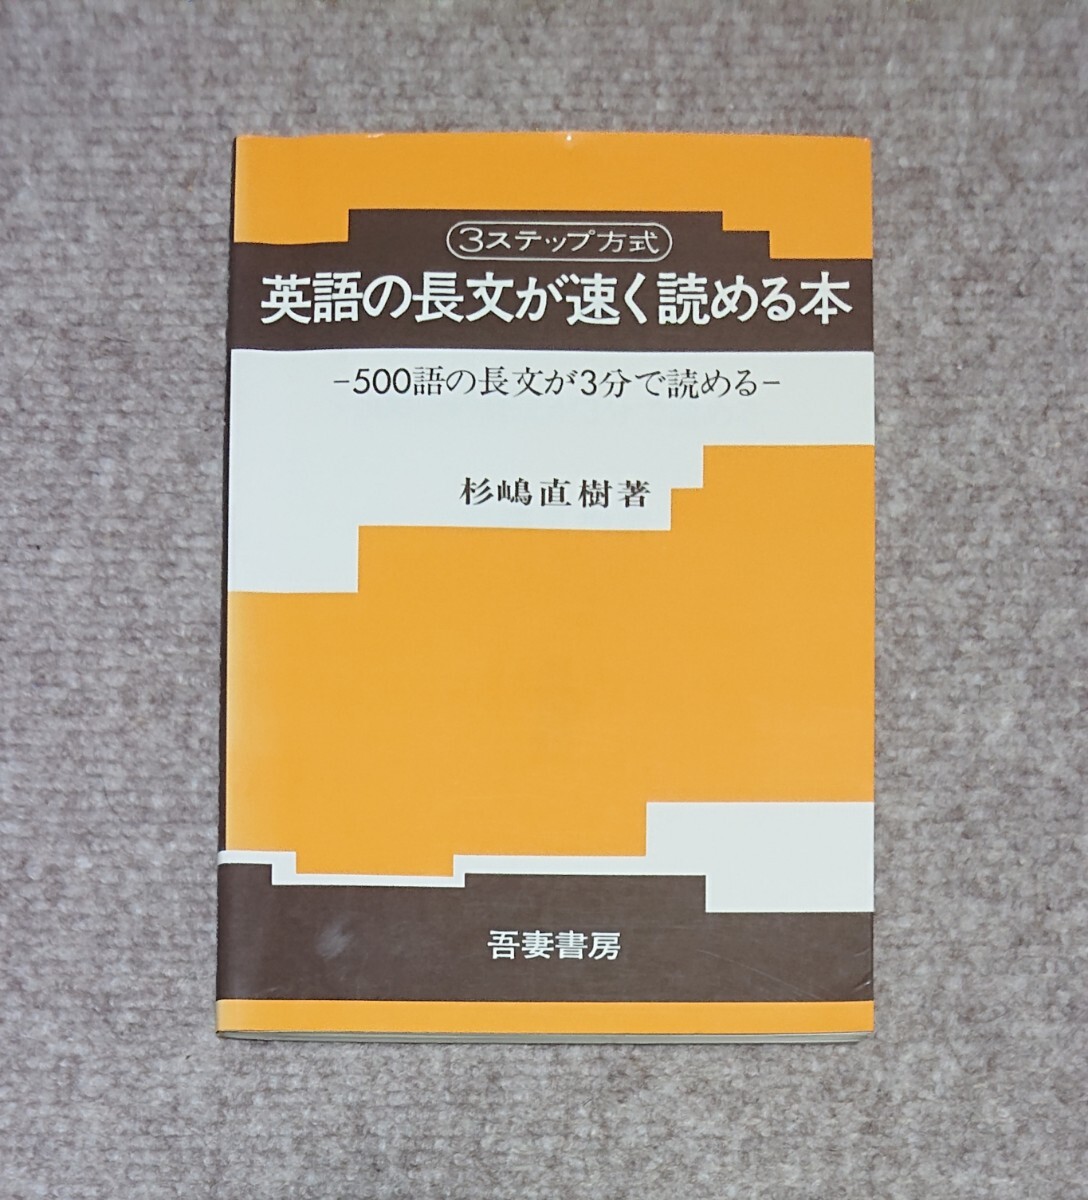 3ステップ方式
英語の長文が速く読める本
-500語の長文が3分で読める-
杉嶋直樹著
吾妻書房